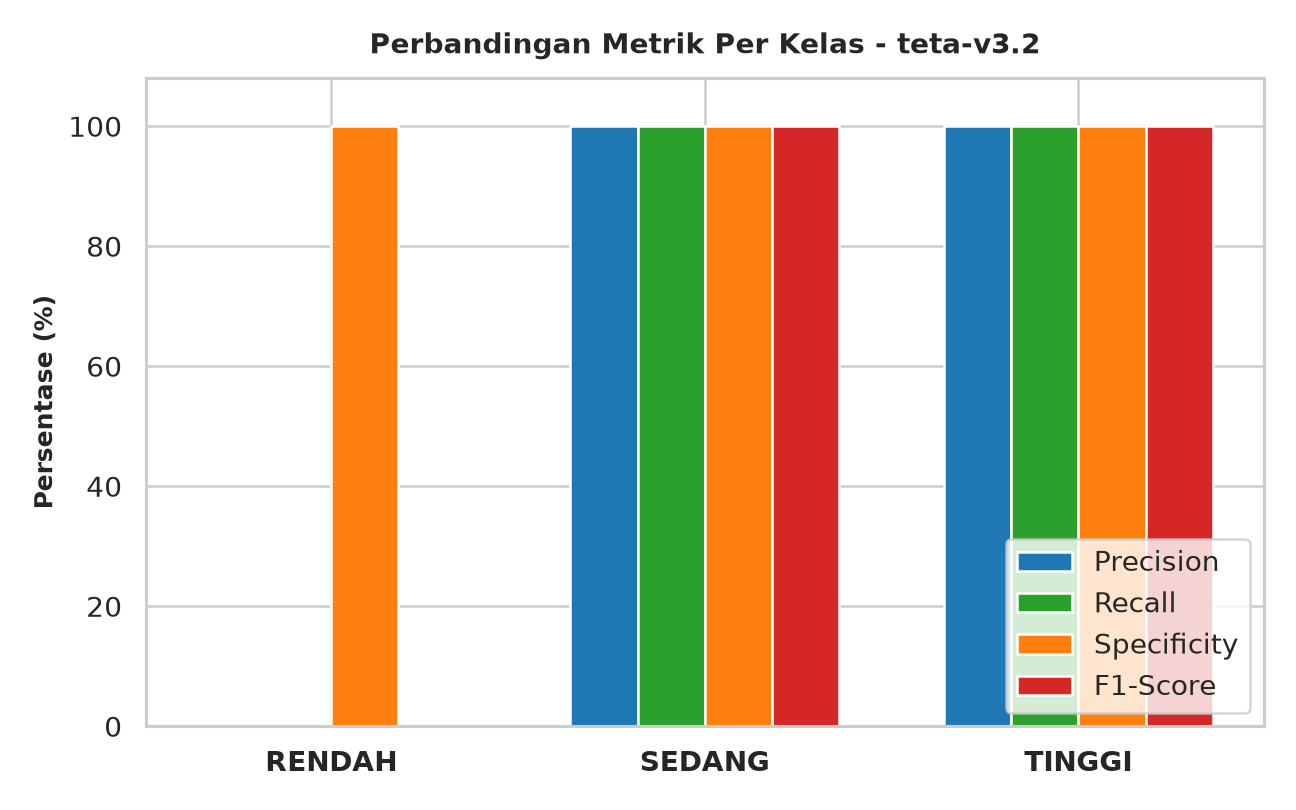 Perbandingan Metrik Per Kelas - teta-v3.2
Persentase (%)
100
80
60
40
20
0
RENDAH
SEDANG
TINGGI
Precision
Recall
Specificity
F1-Score